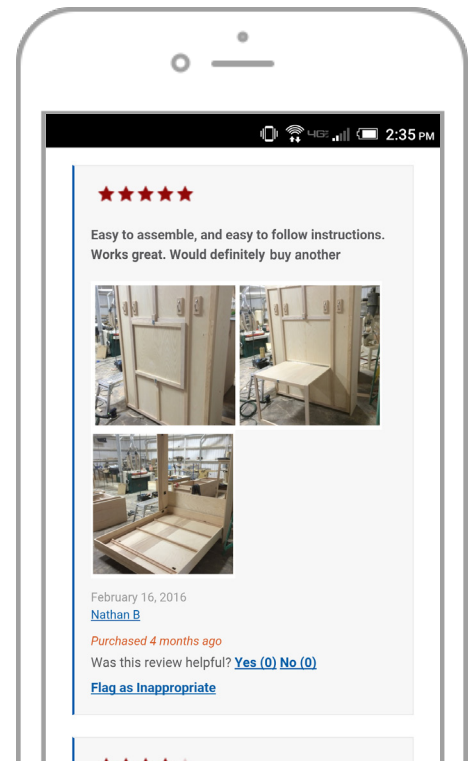 4G
2:35 PM
Easy to assemble, and easy to follow instructions.
Works great. Would definitely buy another
February 16, 2016
Nathan B
Purchased 4 months ago
Was this review helpful? Yes (0) No (0)
Flag as Inappropriate